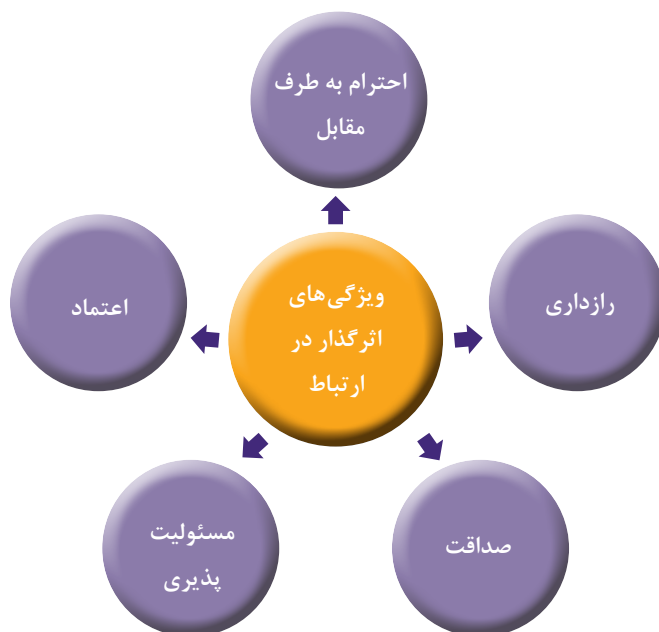 احترام به طرف
مقابل
رازداری
ویژگی‌های
اثرگذار در
ارتباط
اعتماد
صداقت
مسئولیت
پذیری